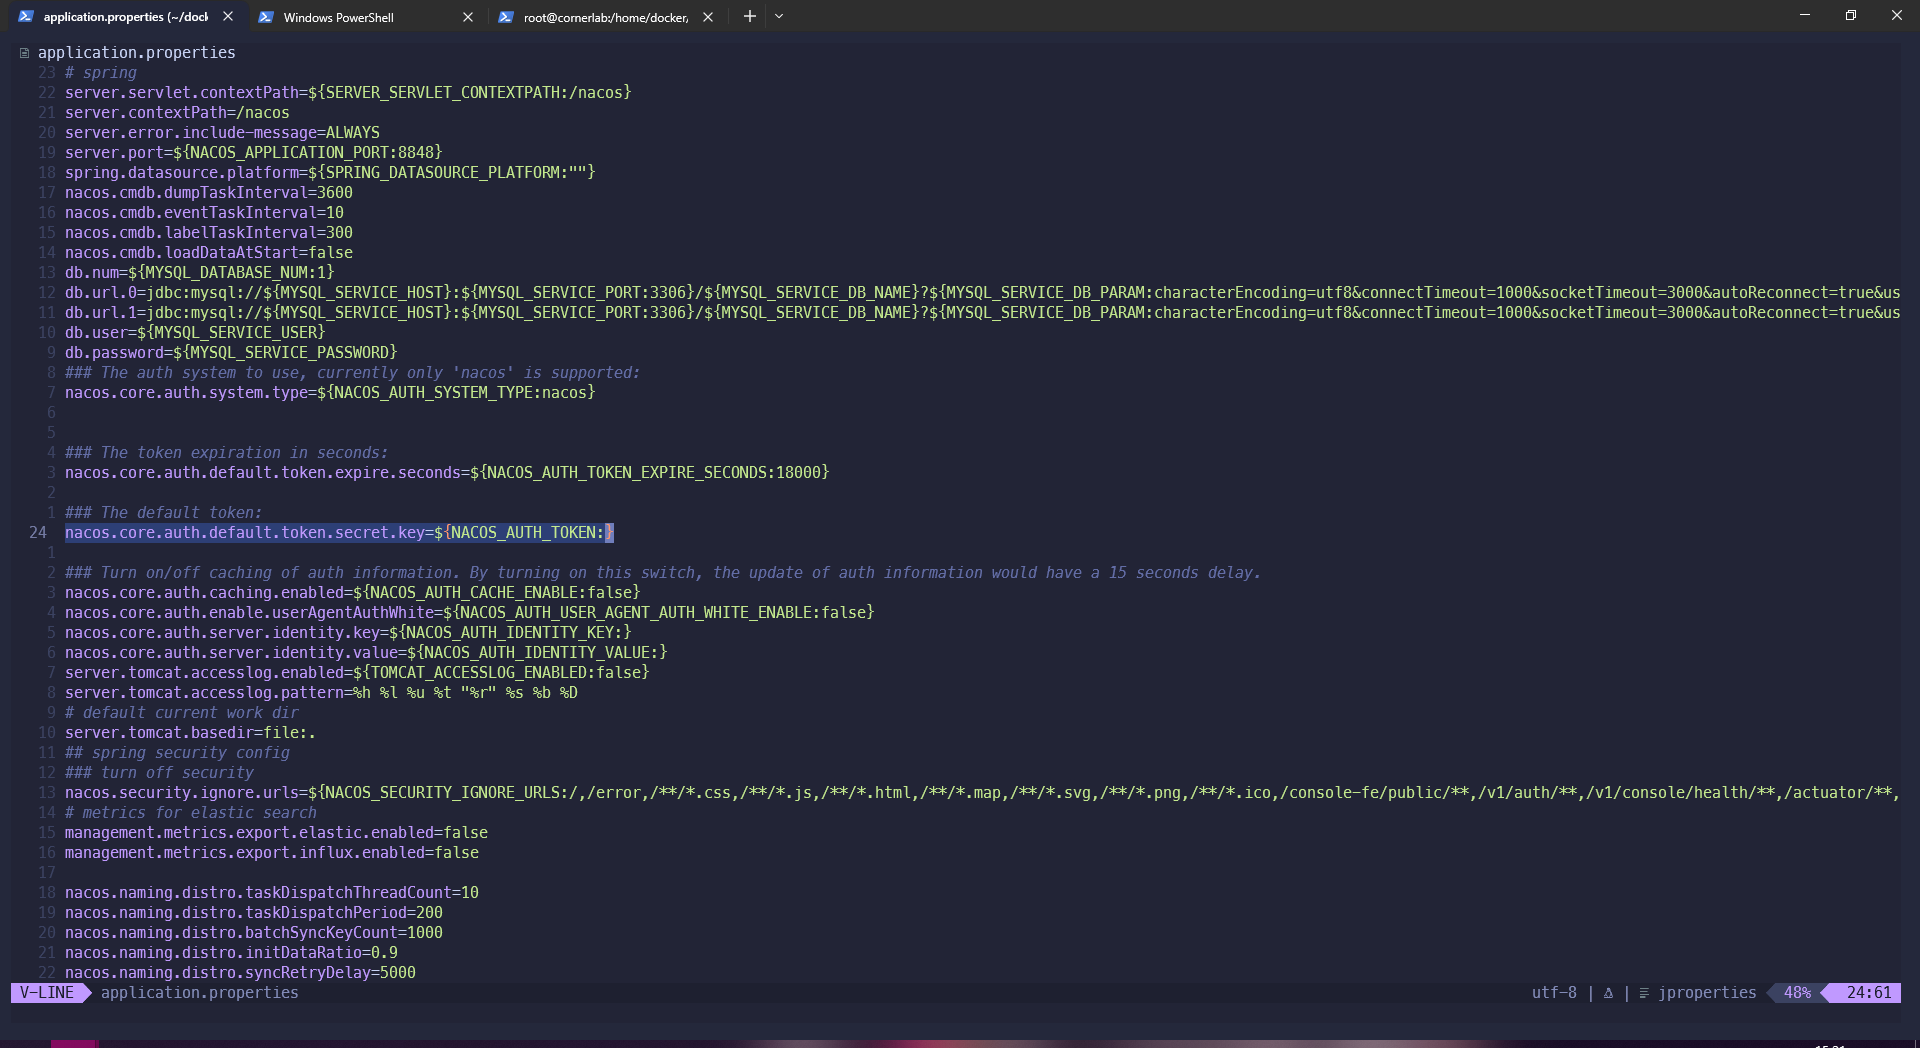 application.properties (~/dock
Windows PowerShell
root@cornerlab:/home/docker/
application.properties
23 # spring
22 server.servlet.contextPath=${SERVER_SERVLET_CONTEXTPATH:/nacos}
21 server.contextPath=/nacos
20 server.error.include-message=ALWAYS
19 server.port=${NACOS_APPLICATION_PORT:8848}
18 spring.datasource.platform=${SPRING_DATASOURCE_PLATFORM:""}
17 nacos.cmdb.dumpTaskInterval=3600
16 nacos.cmdb.eventTaskInterval=10
15 nacos.cmdb.labelTaskInterval=300
14 nacos.cmdb.loadDataAtStart=false
13 db.num=${MYSQL_DATABASE_NUM:1}
12 db.url.0=jdbc:mysql://${MYSQL_SERVICE_HOST}:${MYSQL_SERVICE_PORT:3306}/${MYSQL_SERVICE_DB_NAME}?${MYSQL_SERVICE_DB_PARAM:characterEncoding=utf8&connectTimeout=1000&socketTimeout=3000&autoReconnect=true&us
11 db.url.1=jdbc:mysql://${MYSQL_SERVICE_HOST}:${MYSQL_SERVICE_PORT:3306}/${MYSQL_SERVICE_DB_NAME}?${MYSQL_SERVICE_DB_PARAM:characterEncoding=utf8&connectTimeout=1000&socketTimeout=3000&autoReconnect=true&us
10 db.user=${MYSQL_SERVICE_USER}
9 db.password=${MYSQL_SERVICE_PASSWORD}
8 ### The auth system to use, currently only 'nacos' is supported:
7 nacos.core.auth.system.type=${NACOS_AUTH_SYSTEM_TYPE:nacos}
6
5
4 ### The token expiration in seconds:
3 nacos.core.auth.default.token.expire.seconds=${NACOS_AUTH_TOKEN_EXPIRE_SECONDS:18000}
2
1 ### The default token:
24 nacos.core.auth.default.token.secret.key=${NACOS_AUTH_TOKEN:}
1
2 ### Turn on/off caching of auth information. By turning on this switch, the update of auth information would have a 15 seconds delay.
3 nacos.core.auth.caching.enabled=${NACOS_AUTH_CACHE_ENABLE:false}
4 nacos.core.auth.enable.userAgentAuthWhite=${NACOS_AUTH_USER_AGENT_AUTH_WHITE_ENABLE:false}
5 nacos.core.auth.server.identity.key=${NACOS_AUTH_IDENTITY_KEY:}
6 nacos.core.auth.server.identity.value=${NACOS_AUTH_IDENTITY_VALUE:}
7 server.tomcat.accesslog.enabled=${TOMCAT_ACCESSLOG_ENABLED:false}
8 server.tomcat.accesslog.pattern=%h %l %u %t "%r" %s %b %D
9 # default current work dir
10 server.tomcat.basedir=file:.
11 ## spring security config
12 ### turn off security
13 nacos.security.ignore.urls=${NACOS_SECURITY_IGNORE_URLS:/,/error,/**/*.css,/**/*.js,/**/*.html,/**/*.map,/**/*.svg,/**/*.png,/**/*.ico,/console-fe/public/**,/v1/auth/**,/v1/console/health/**,/actuator/**,
14 # metrics for elastic search
15 management.metrics.export.elastic.enabled=false
16 management.metrics.export.influx.enabled=false
17
18 nacos.naming.distro.taskDispatchThreadCount=10
19 nacos.naming.distro.taskDispatchPeriod=200
20 nacos.naming.distro.batchSyncKeyCount=1000
21 nacos.naming.distro.initDataRatio=0.9
22 nacos.naming.distro.syncRetryDelay=5000
V-LINE application.properties utf-8 | | jproperties 48% 24:61